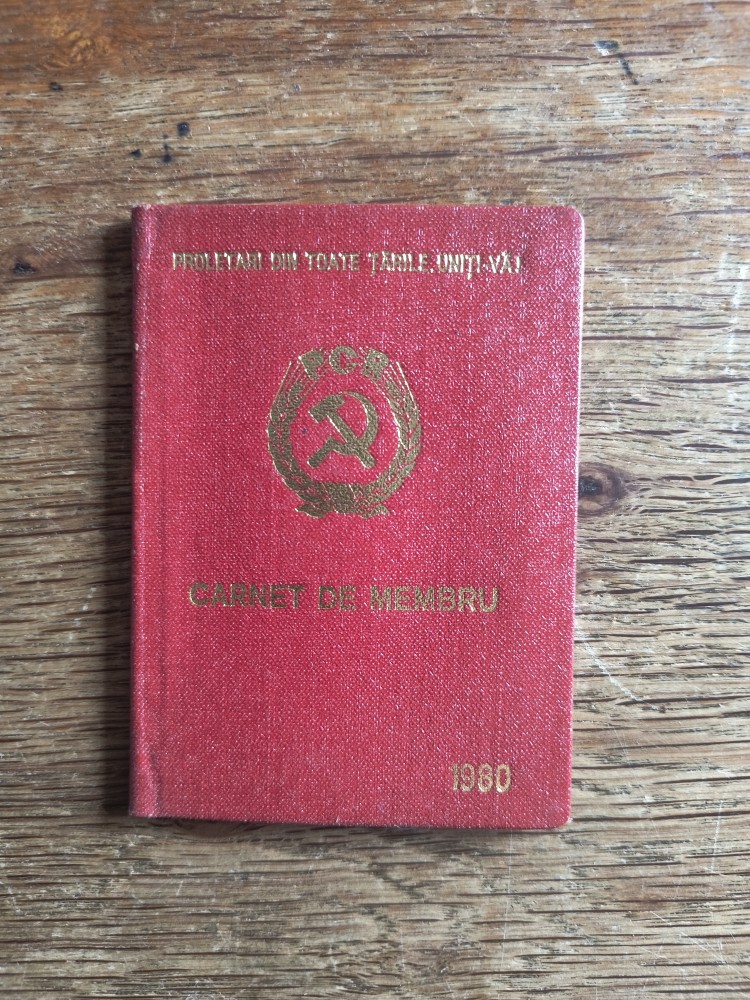 PROLETARI DIN TOATE ȚĂRILE, UNIȚI-VĂ!
PCR
CARNET DE MEMBRU
1980